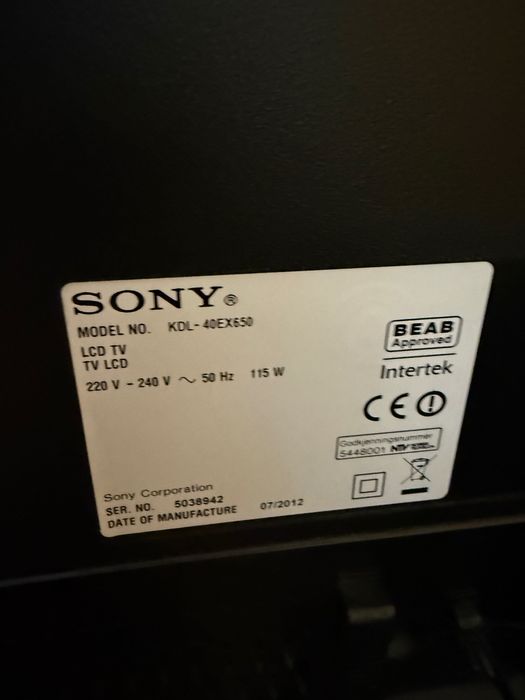 SONY®
MODEL NO. KDL-40EX650
LCD TV
TV LCD
220 V - 240 V ~ 50 Hz 115 W
BEAB
Approved
Intertek
CE
Godkjenningsnummer
5448001 NTV
Sony Corporation
SER. NO. 5038942
DATE OF MANUFACTURE 07/2012